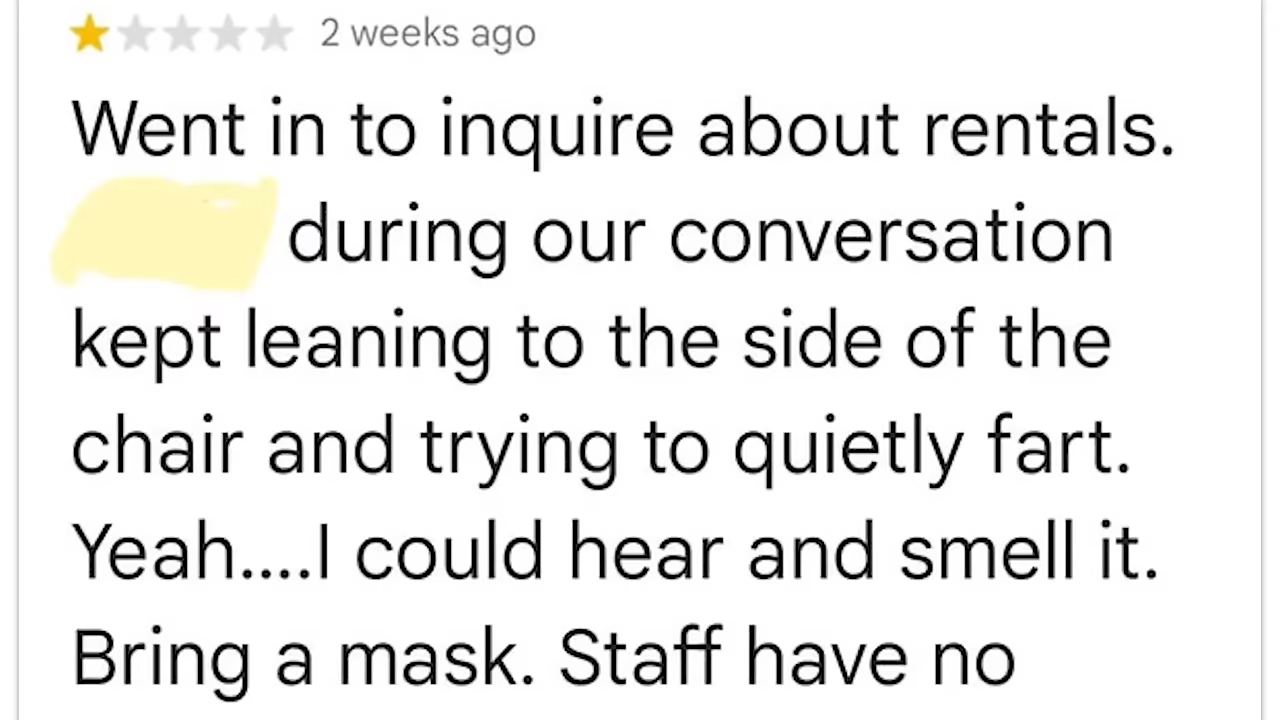 2 weeks ago
Went in to inquire about rentals.
during our conversation
kept leaning to the side of the
chair and trying to quietly fart.
Yeah....I could hear and smell it.
Bring a mask. Staff have no